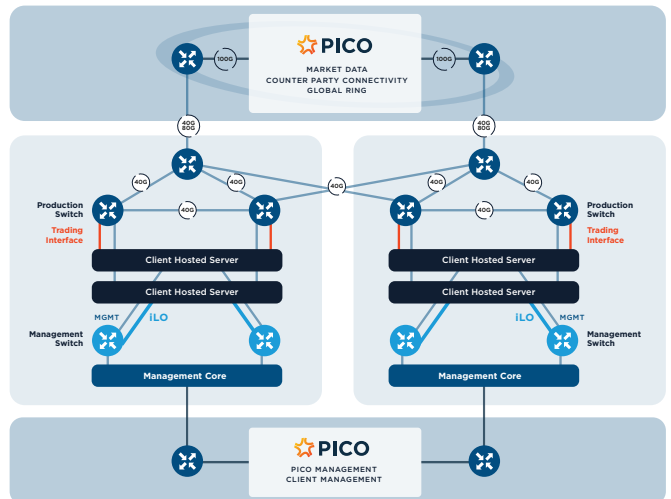 PICO
100G
100G
MARKET DATA
COUNTER PARTY CONNECTIVITY
GLOBAL RING
40G
80G
40G
80G
40G
40G
40G
40G
40G
Production
Switch
40G
40G
Production
Switch
Trading
Interface
Trading
Interface
Client Hosted Server
Client Hosted Server
Client Hosted Server
Client Hosted Server
MGMT
iLO
iLO
MGMT
Management
Switch
Management
Switch
Management Core
Management Core
PICO
PICO MANAGEMENT
CLIENT MANAGEMENT